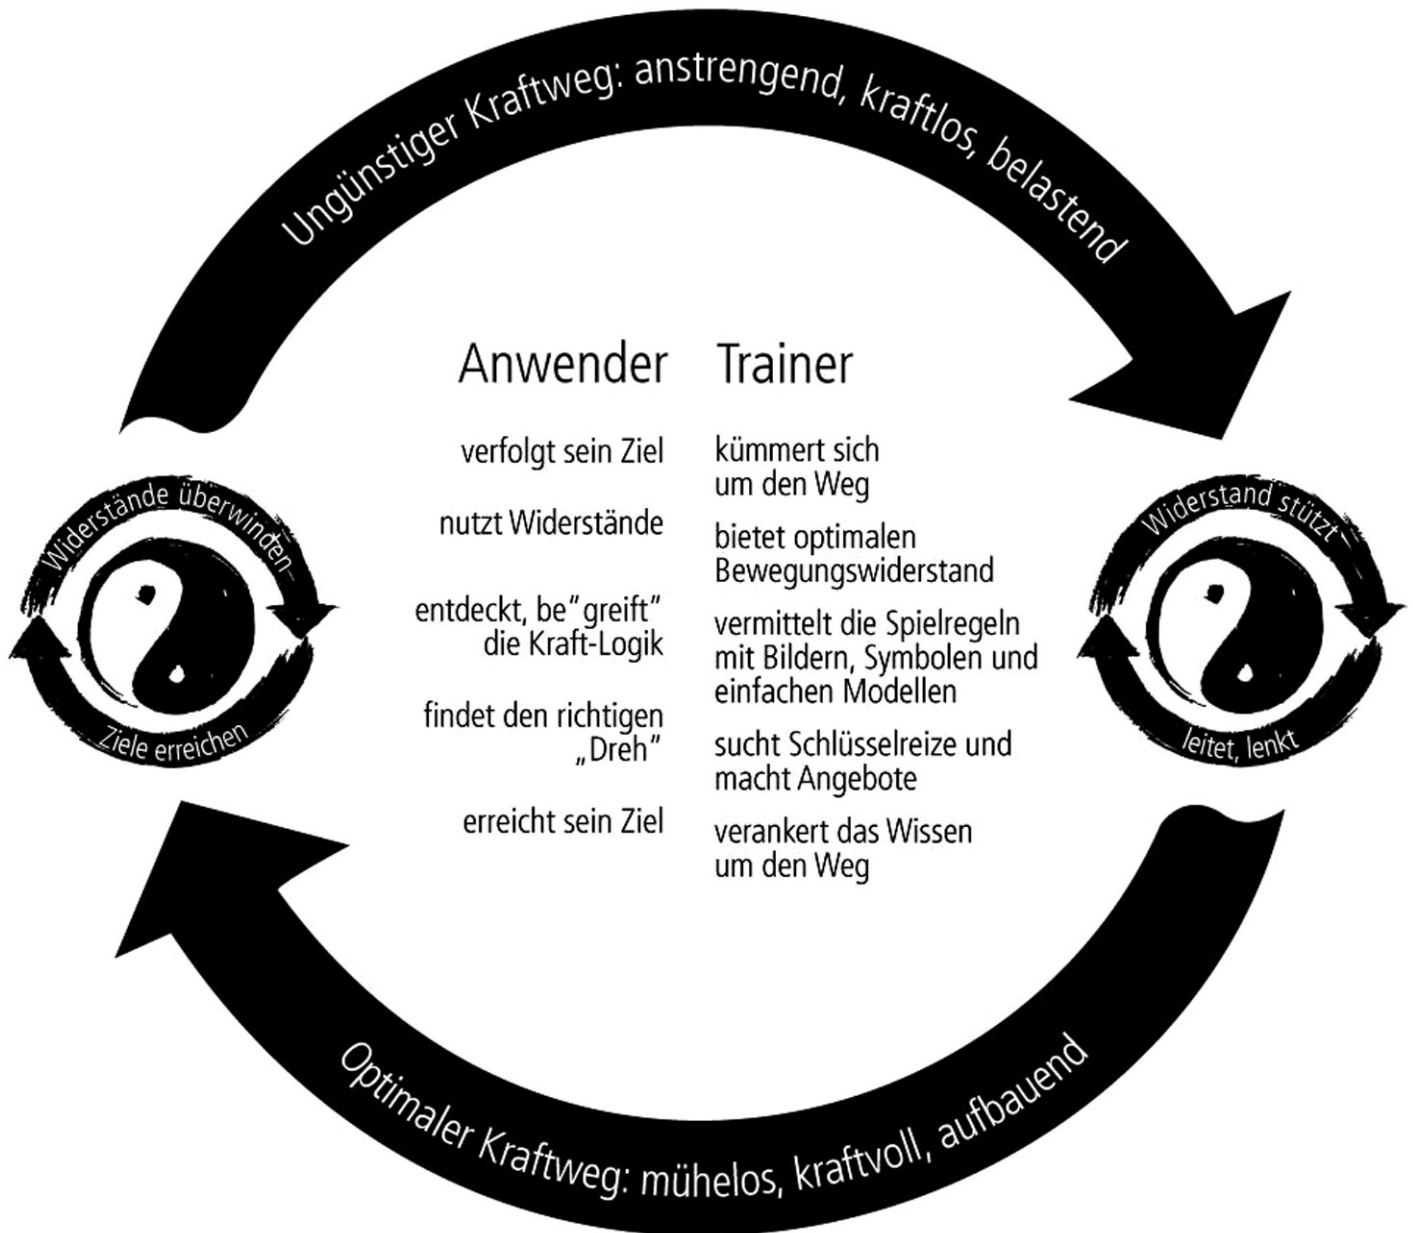 Ungünstiger Kraftweg: anstrengend, kraftlos, belastend
Anwender
verfolgt sein Ziel
nutzt Widerstände
entdeckt, be"greift"
die Kraft-Logik
findet den richtigen
„Dreh"
erreicht sein Ziel
Trainer
kümmert sich
um den Weg
bietet optimalen
Bewegungswiderstand
vermittelt die Spielregeln
mit Bildern, Symbolen und
einfachen Modellen
sucht Schlüsselreize und
macht Angebote
verankert das Wissen
um den Weg
Widerstände überwinden
Ziele erreichen
Widerstand stützt
leitet, lenkt
Optimaler Kraftweg: mühelos, kraftvoll, aufbauend